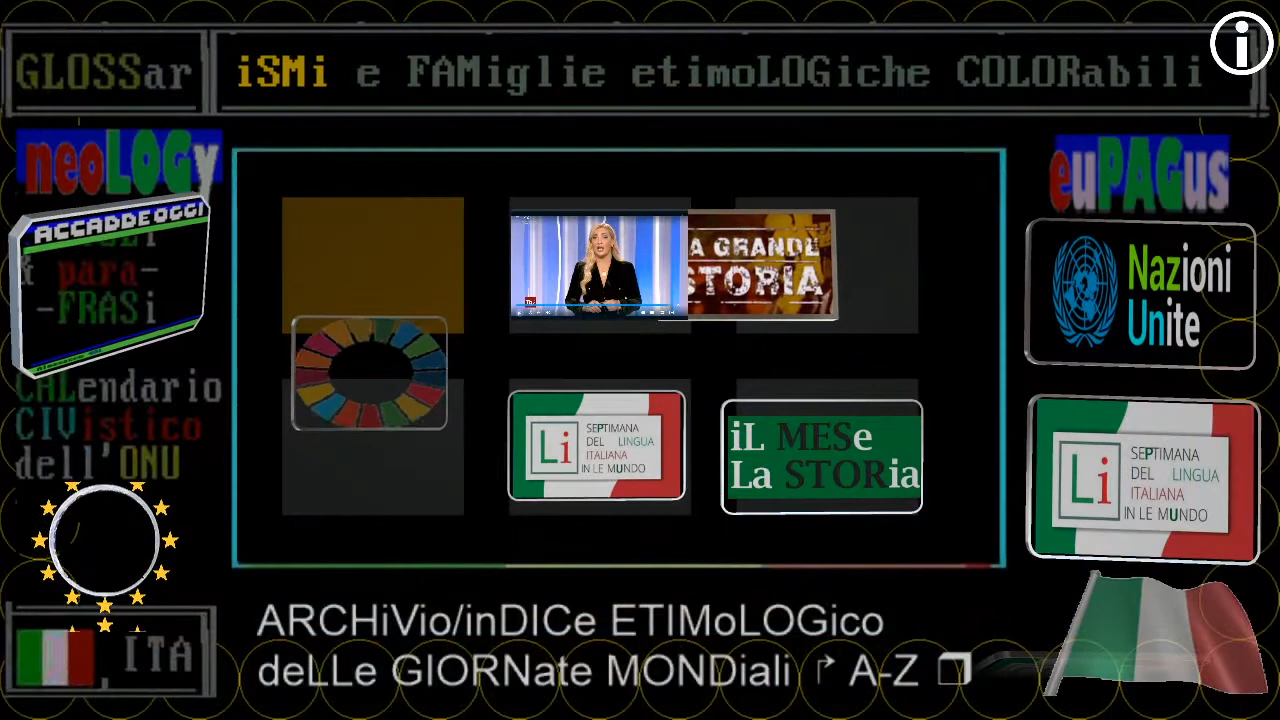 GLOSSar
iSMi e FAMiglie etimoLOGiche COLORabili
i
neoLOGy
ACCADDE OGGI
& para-
-FRASi
CALendario
CIVistico
dell'ONU
ITA
A GRANDE
STORIA
Li
SEPTIMANA
DEL LINGUA
ITALIANA
IN LE MUNDO
iL MESe
La STORia
euPAGus
Nazioni
Unite
Li
SEPTIMANA
DEL LINGUA
ITALIANA
IN LE MUNDO
ARCHiVio/inDICe ETIMoLOGico
deLLe GIORNate MONDiali ↱ A-Z ❒